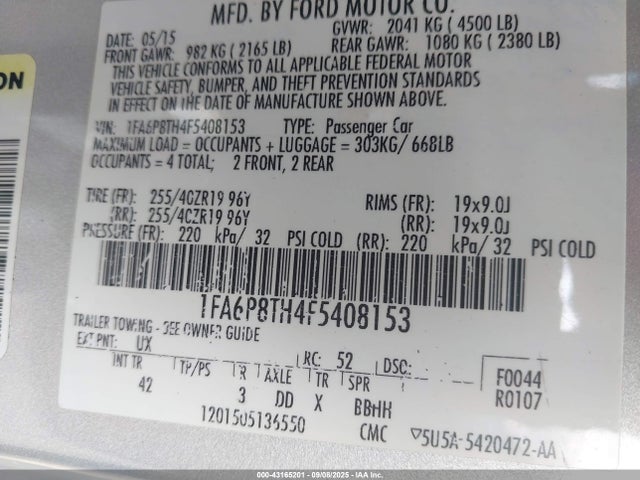 MFD. BY FORD MOTOR CO.
DATE: 05/15 GVWR: 2041 KG ( 4500 LB)
FRONT GAWR: 982 KG ( 2165 LB) REAR GAWR: 1080 KG ( 2380 LB)
THIS VEHICLE CONFORMS TO ALL APPLICABLE FEDERAL MOTOR
VEHICLE SAFETY, BUMPER, AND THEFT PREVENTION STANDARDS
IN EFFECT ON THE DATE OF MANUFACTURE SHOWN ABOVE.
VIN: 1FA6P8TH4F5408153 TYPE: Passenger Car
MAXIMUM LOAD = OCCUPANTS + LUGGAGE = 303KG/ 668LB
OCCUPANTS = 4 TOTAL; 2 FRONT, 2 REAR
TIRE (FR): 255/40ZR19 96Y RIMS (FR): 19x9.0J
(RR): 255/40ZR19 96Y (RR): 19x9.0J
PRESSURE (FR): 220 kPa/ 32 PSI COLD (RR): 220 kPa/ 32 PSI COLD
1FA6P8TH4F5408153
TRAILER TOWING - SEE OWNER GUIDE
EXT PNT: UX RC: 52 DSO: F0044
INT TR TP/PS R AXLE TR SPR R0107
42 3 DD X BBHH
1201505136550 CMC 5U5A-5420472-AA
ON
000-43165201 - 09/08/2025 - IAA